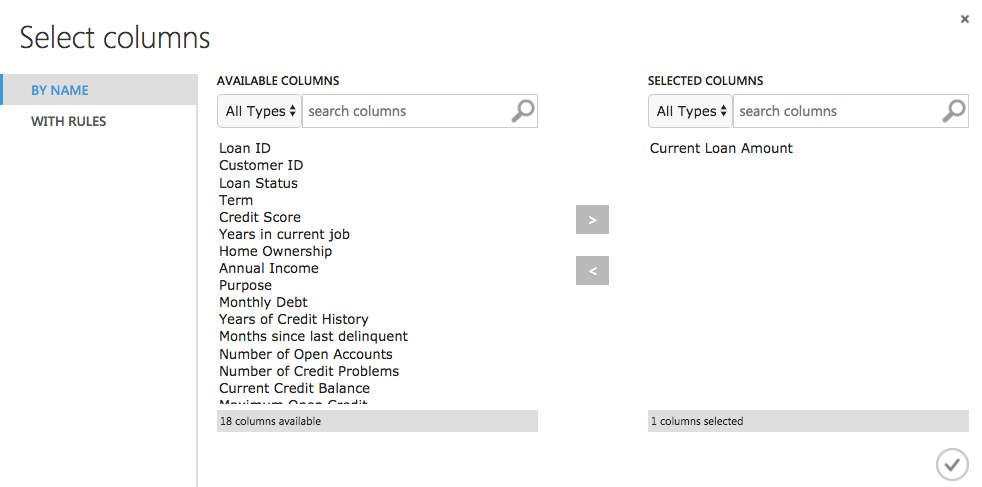 ×
Select columns
BY NAME
WITH RULES
AVAILABLE COLUMNS
All Types
search columns
Loan ID
Customer ID
Loan Status
Term
Credit Score
Years in current job
Home Ownership
Annual Income
Purpose
Monthly Debt
Years of Credit History
Months since last delinquent
Number of Open Accounts
Number of Credit Problems
Current Credit Balance
Maximum Open Credit
18 columns available
>
<
SELECTED COLUMNS
All Types
search columns
Current Loan Amount
1 columns selected